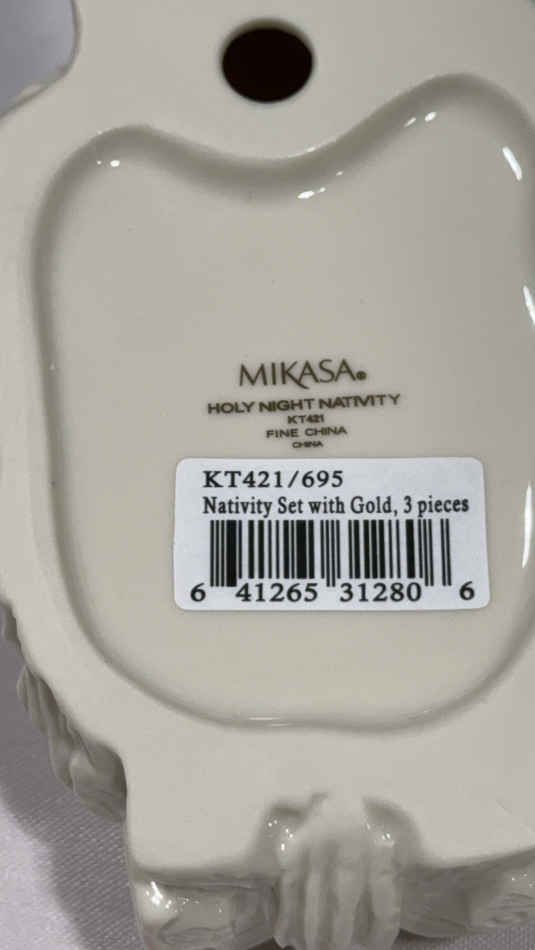 MIKASA®
HOLY NIGHT NATIVITY
KT421
FINE CHINA
CHINA
KT421/695
Nativity Set with Gold, 3 pieces
6 41265 31280 6